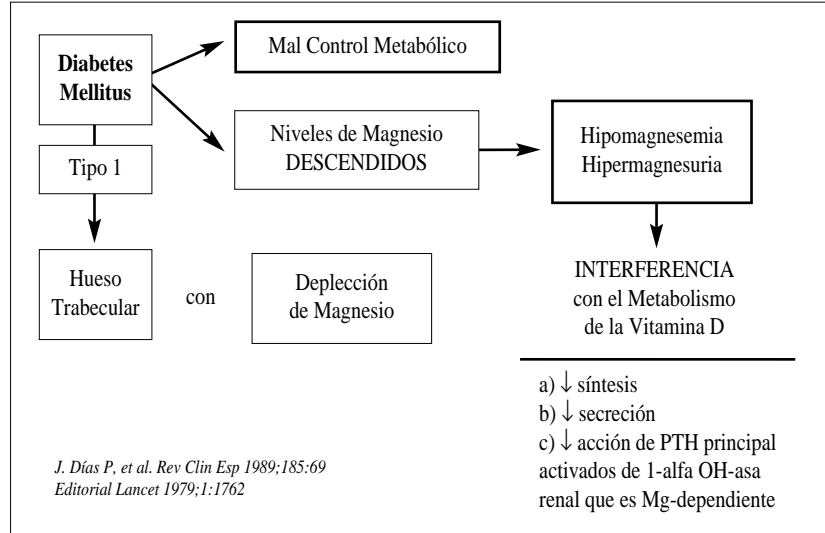 Diabetes
Mellitus
Mal Control Metabólico
Niveles de Magnesio
DESCENDIDOS
Hipomagnesemia
Hipermagnesuria
Tipo 1
Hueso
Trabecular
con
Deplección
de Magnesio
INTERFERENCIA
con el Metabolismo
de la Vitamina D
a) ↓ síntesis
b) ↓ secreción
c) ↓ acción de PTH principal
activados de 1-alfa OH-asa
renal que es Mg-dependiente
J. Días P, et al. Rev Clin Esp 1989;185:69
Editorial Lancet 1979;1:1762